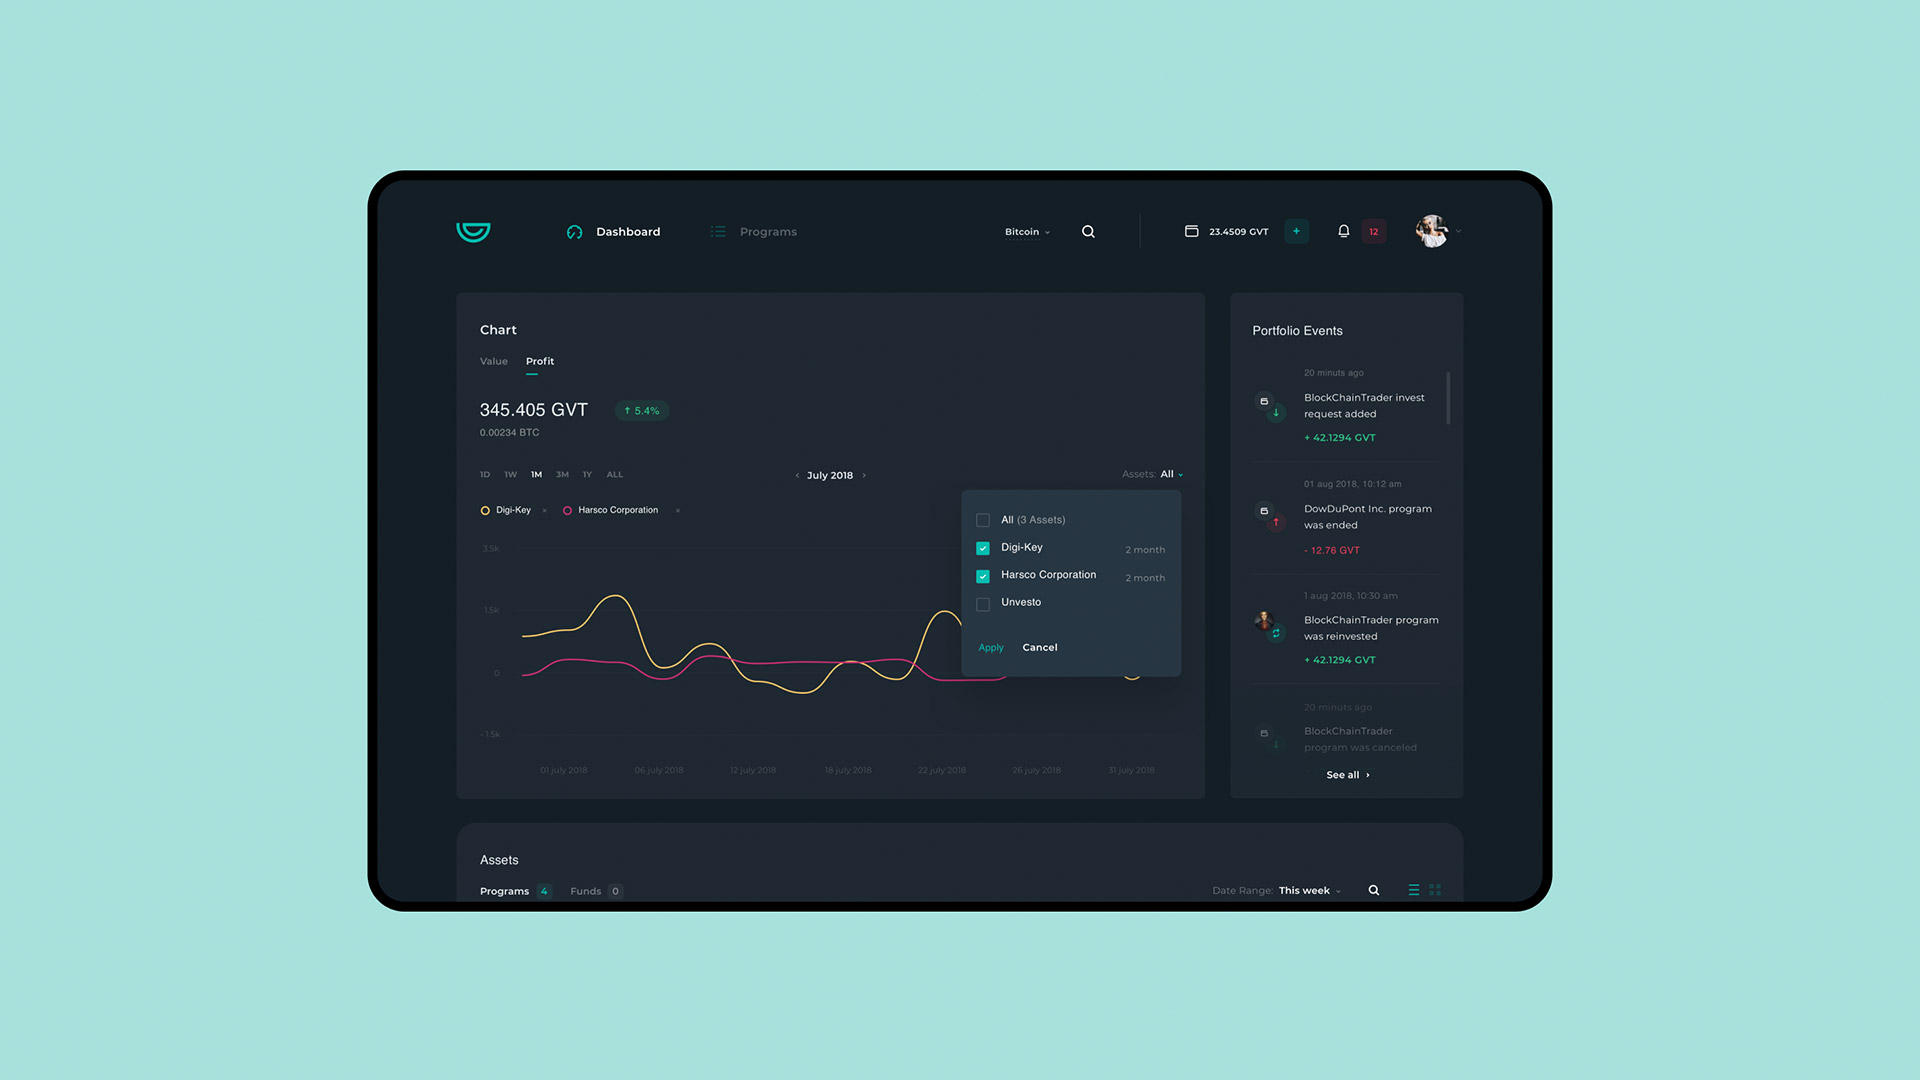 Dashboard
Programs
Bitcoin
23.4509 GVT
+
12
Chart
Value
Profit
345.405 GVT
↑ 5.4%
0.00234 BTC
1D 1W 1M 3M 1Y ALL
‹ July 2018 ›
Assets: All
Digi-Key ×
Harsco Corporation ×
3.5k
1.5k
0
-1.5k
01 july 2018
06 july 2018
12 july 2018
18 july 2018
22 july 2018
26 july 2018
31 july 2018
All (3 Assets)
Digi-Key 2 month
Harsco Corporation 2 month
Unvesto
Apply Cancel
Portfolio Events
20 minuts ago
BlockChainTrader invest
request added
+ 42.1294 GVT
01 aug 2018, 10:12 am
DowDuPont Inc. program
was ended
- 12.76 GVT
1 aug 2018, 10:30 am
BlockChainTrader program
was reinvested
+ 42.1294 GVT
20 minuts ago
BlockChainTrader
program was canceled
See all ›
Assets
Programs 4
Funds 0
Date Range: This week